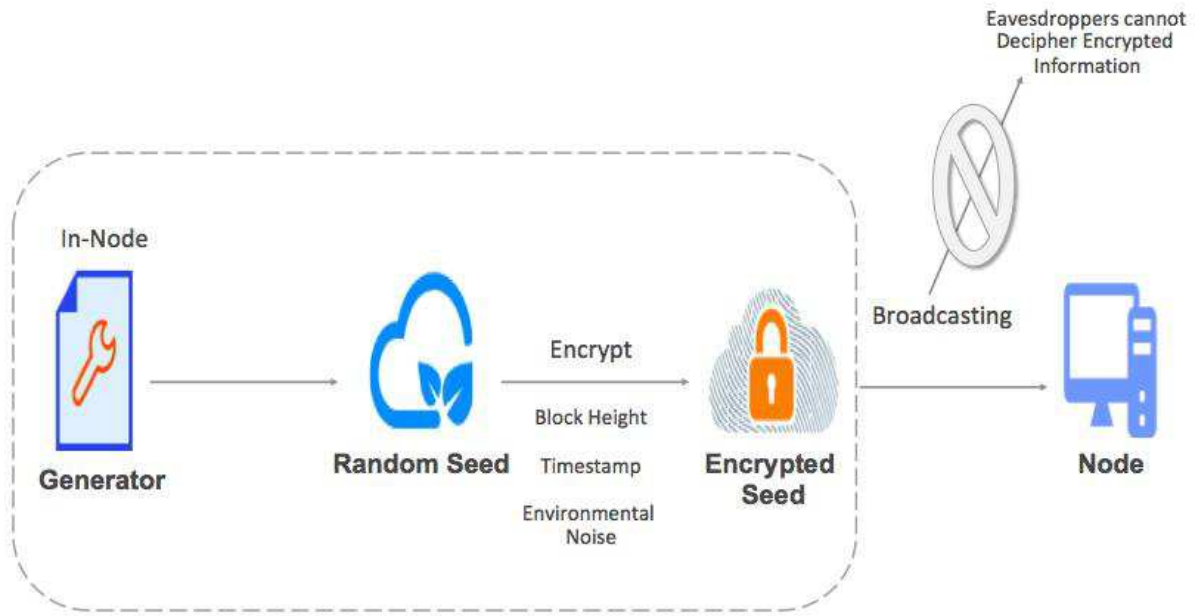 Eavesdroppers cannot
Decipher Encrypted
Information
In-Node
Broadcasting
Encrypt
Block Height
Timestamp
Environmental
Noise
Generator
Random Seed
Encrypted
Seed
Node